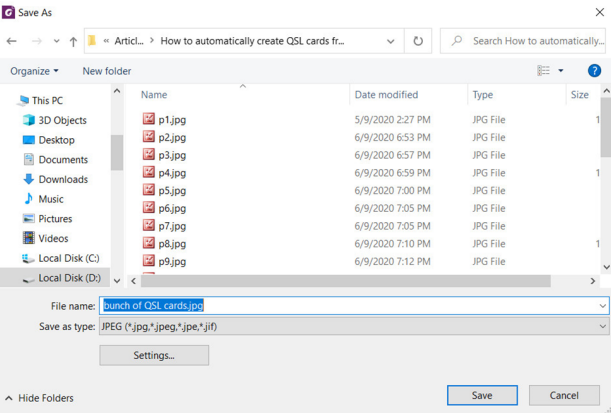 Save As
« Articl... > How to automatically create QSL cards fr...
Search How to automatically...
Organize
New folder
?
This PC
3D Objects
Desktop
Documents
Downloads
Music
Pictures
Videos
Local Disk (C:)
Local Disk (D:)
Name Date modified Type Size
p1.jpg 5/9/2020 2:27 PM JPG File 1
p2.jpg 6/9/2020 6:53 PM JPG File
p3.jpg 6/9/2020 6:57 PM JPG File
p4.jpg 6/9/2020 6:59 PM JPG File 1
p5.jpg 6/9/2020 7:00 PM JPG File
p6.jpg 6/9/2020 7:05 PM JPG File
p7.jpg 6/9/2020 7:05 PM JPG File
p8.jpg 6/9/2020 7:10 PM JPG File 1
p9.jpg 6/9/2020 7:12 PM JPG File
File name: bunch of QSL cards.jpg
Save as type: JPEG (*.jpg,*.jpeg,*.jpe,*.jif)
Settings...
Hide Folders
Save
Cancel